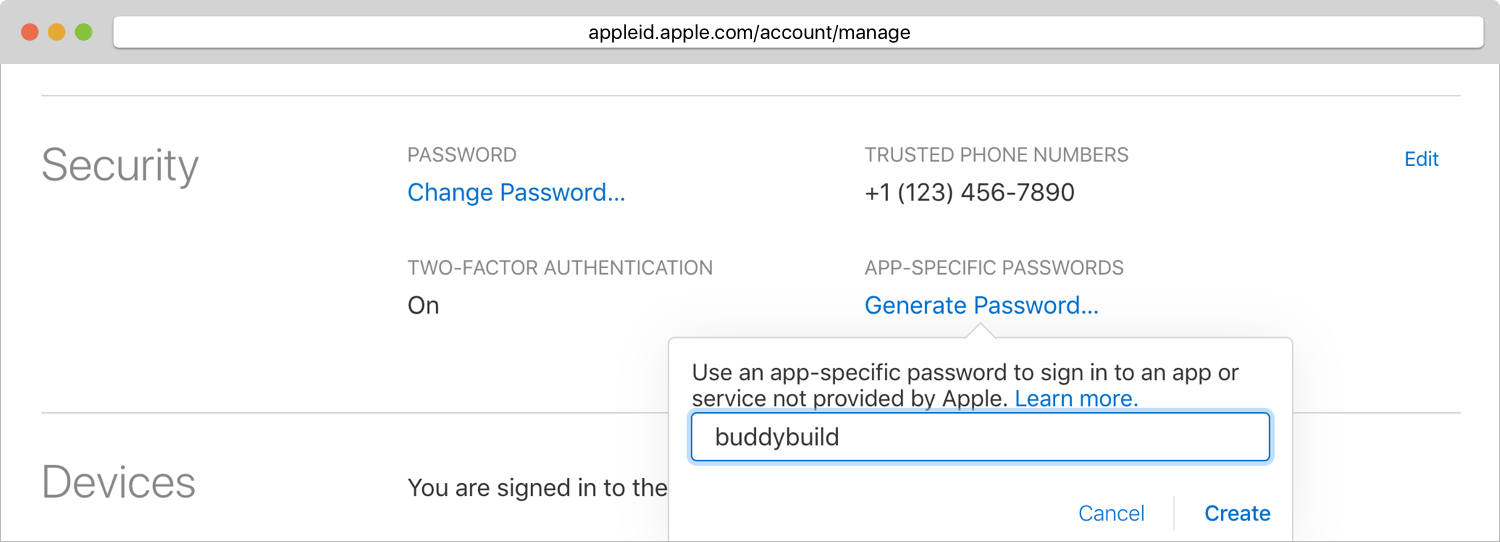 appleid.apple.com/account/manage
Security
PASSWORD
Change Password...
TRUSTED PHONE NUMBERS
+1 (123) 456-7890
Edit
TWO-FACTOR AUTHENTICATION
On
APP-SPECIFIC PASSWORDS
Generate Password...
Use an app-specific password to sign in to an app or
service not provided by Apple. Learn more.
buddybuild
Cancel
Create
Devices
You are signed in to the